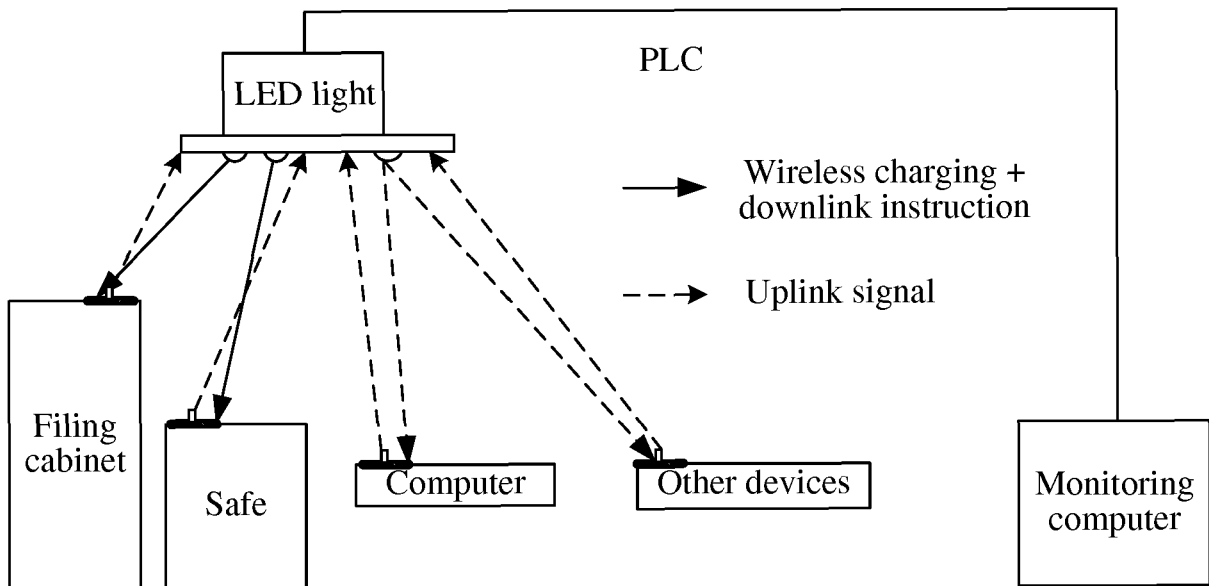 PLC
LED light
Wireless charging +
downlink instruction
Uplink signal
Filing
cabinet
Safe
Computer
Other devices
Monitoring
computer